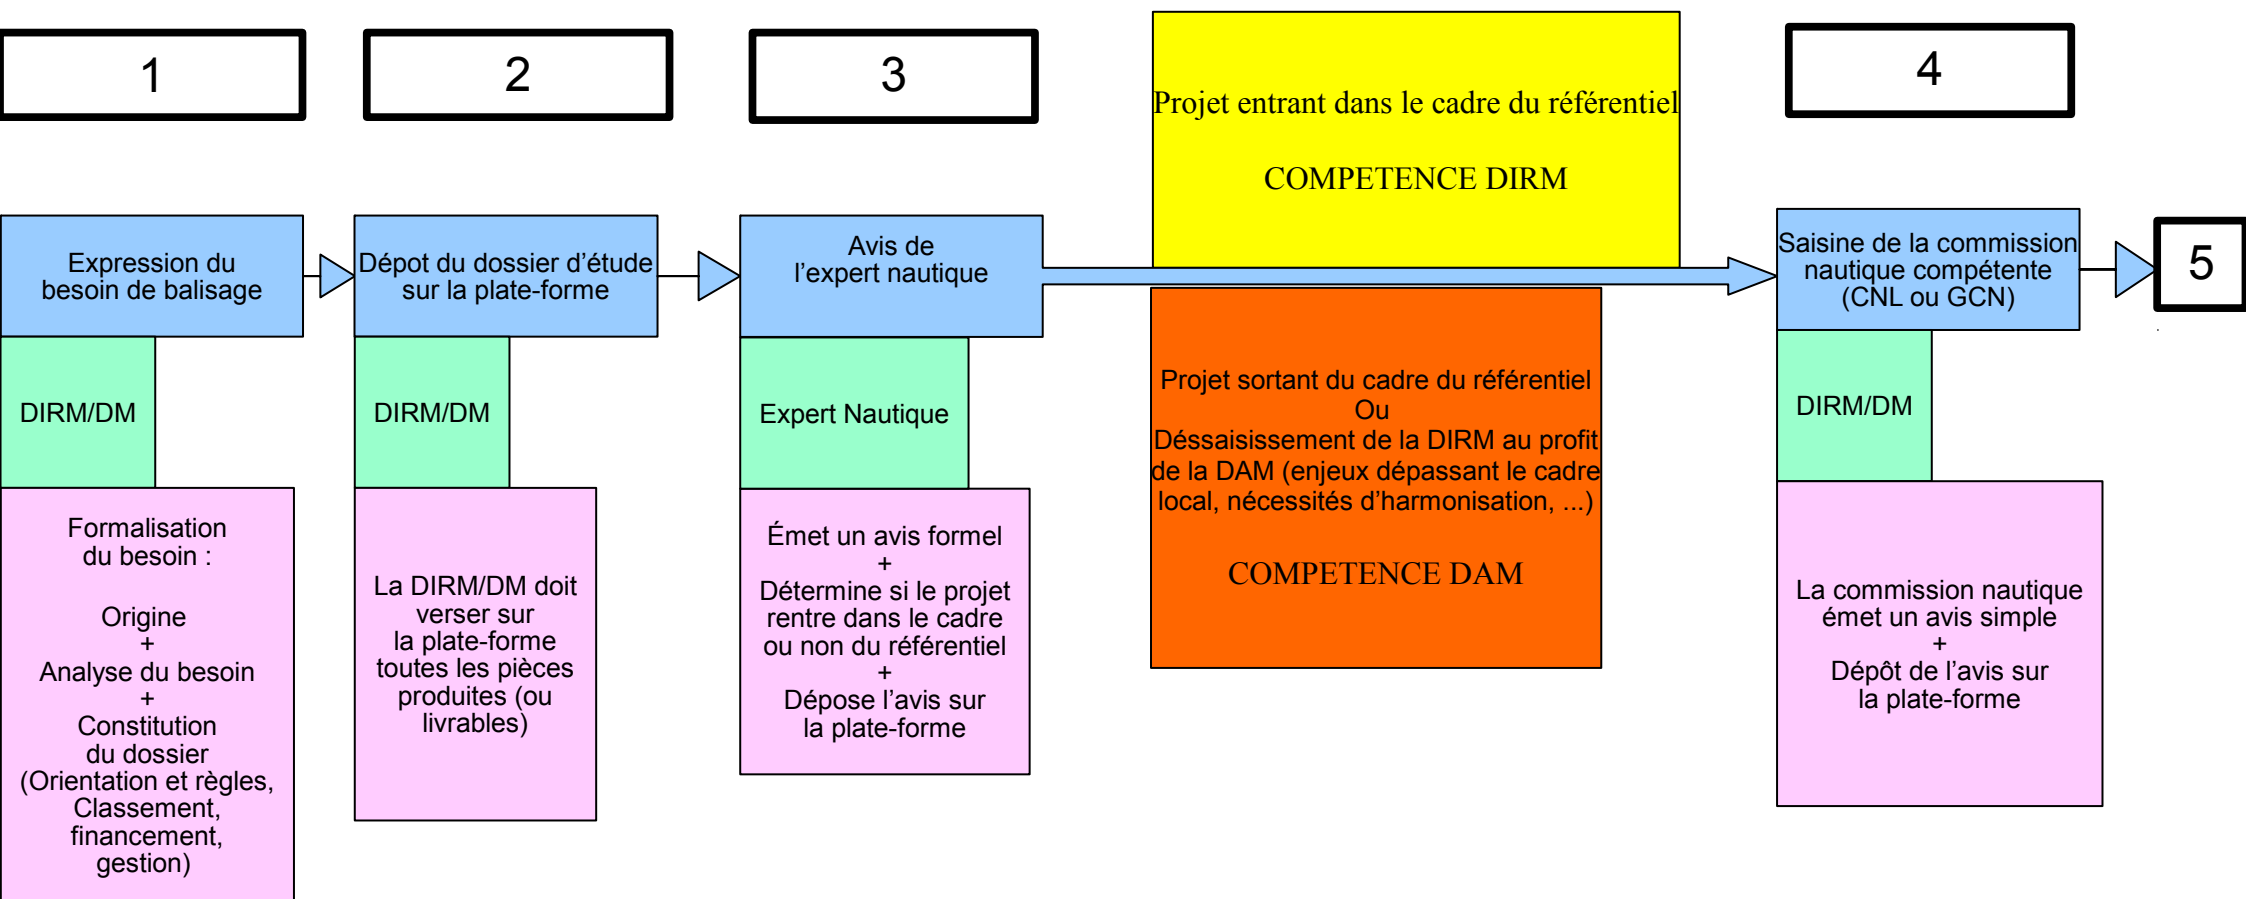 1
2
3
4
Projet entrant dans le cadre du référentiel
COMPETENCE DIRM
Expression du
besoin de balisage
Dépot du dossier d’étude
sur la plate-forme
Avis de
l’expert nautique
Saisine de la commission
nautique compétente
(CNL ou GCN)
5
DIRM/DM
DIRM/DM
Expert Nautique
Projet sortant du cadre du référentiel
Ou
Déssaisissement de la DIRM au profit
de la DAM (enjeux dépassant le cadre
local, nécessités d’harmonisation, ...)
COMPETENCE DAM
DIRM/DM
Formalisation
du besoin :
Origine
+
Analyse du besoin
+
Constitution
du dossier
(Orientation et règles,
Classement,
financement,
gestion)
La DIRM/DM doit
verser sur
la plate-forme
toutes les pièces
produites (ou
livrables)
Émet un avis formel
+
Détermine si le projet
rentre dans le cadre
ou non du référentiel
+
Dépose l’avis sur
la plate-forme
La commission nautique
émet un avis simple
+
Dépôt de l’avis sur
la plate-forme